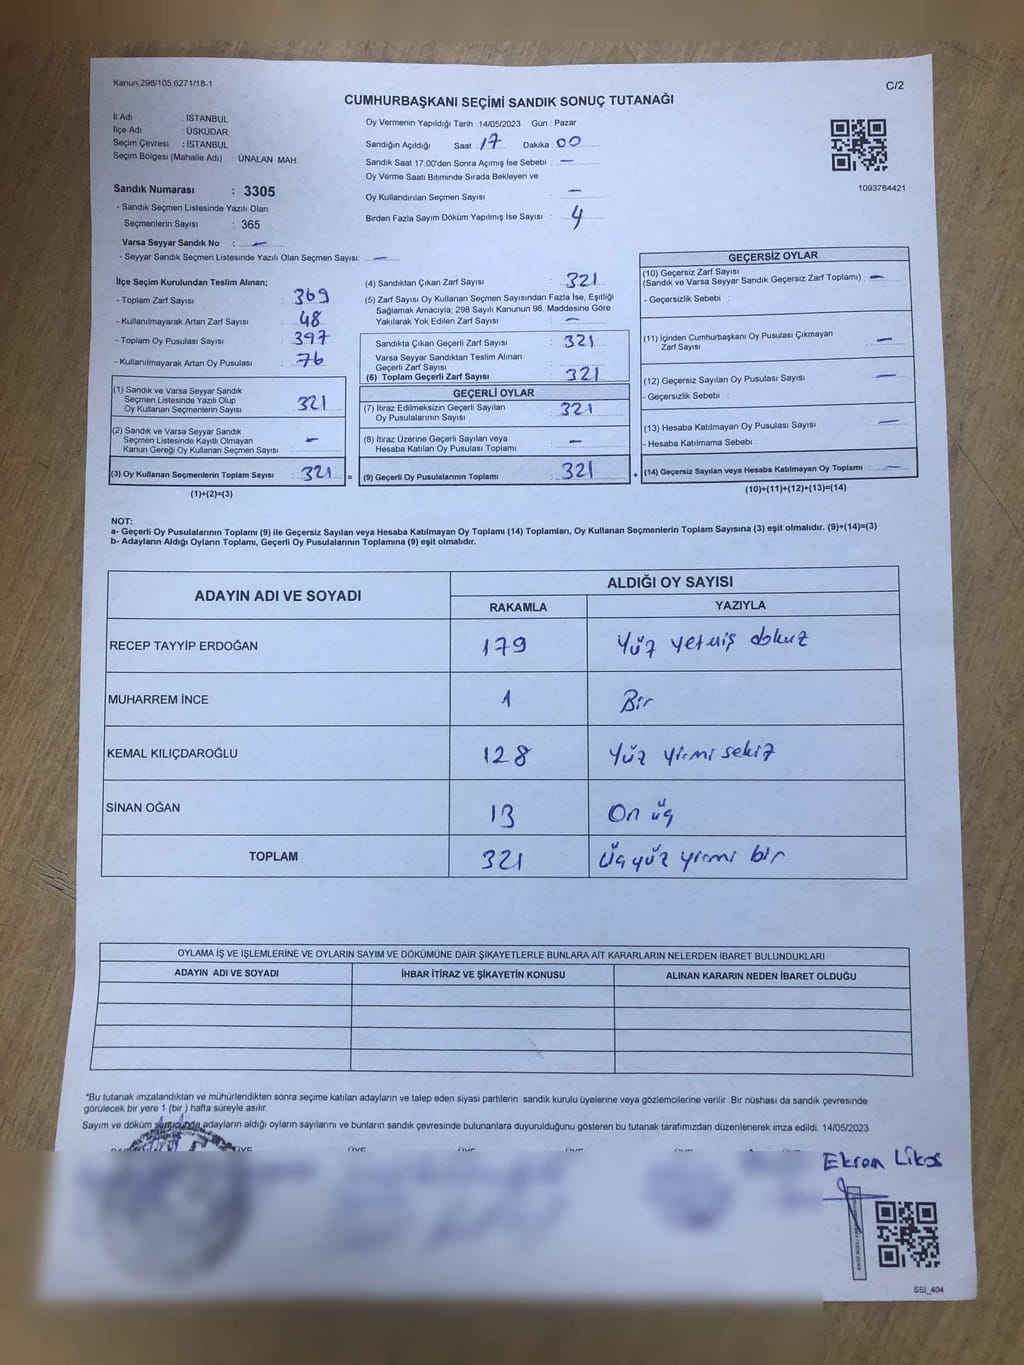 Kanun,298/105,6271/18-1
C/2
CUMHURBAŞKANI SEÇİMİ SANDIK SONUÇ TUTANAĞI
İl Adı : İSTANBUL
İlçe Adı : ÜSKÜDAR
Seçim Çevresi : İSTANBUL
Seçim Bölgesi (Mahalle Adı) : ÜNALAN MAH.
Sandık Numarası : 3305
- Sandık Seçmen Listesinde Yazılı Olan
Seçmenlerin Sayısı : 365
Varsa Seyyar Sandık No : —
- Seyyar Sandık Seçmen Listesinde Yazılı Olan Seçmen Sayısı: —
Oy Vermenin Yapıldığı Tarih :14/05/2023 Gün : Pazar
Sandığın Açıldığı Saat : 17 Dakika : 00
Sandık Saat 17:00'den Sonra Açımış İse Sebebi : —
Oy Verme Saati Bitiminde Sırada Bekleyen ve
Oy Kullandırılan Seçmen Sayısı : —
Birden Fazla Sayım Döküm Yapılmış İse Sayısı : 4
1093784421
İlçe Seçim Kurulundan Teslim Alınan;
- Toplam Zarf Sayısı : 369
- Kullanılmayarak Artan Zarf Sayısı : 48
- Toplam Oy Pusulası Sayısı : 397
- Kullanılmayarak Artan Oy Pusulası : 76
(1) Sandık ve Varsa Seyyar Sandık
Seçmen Listesinde Yazılı Olup
Oy Kullanan Seçmenlerin Sayısı : 321
(2) Sandık ve Varsa Seyyar Sandık
Seçmen Listesinde Kayıtlı Olmayan
Kanun Gereği Oy Kullanan Seçmen Sayısı : —
(3) Oy Kullanan Seçmenlerin Toplam Sayısı : 321 =
(1)+(2)=(3)
(4) Sandıktan Çıkan Zarf Sayısı : 321
(5) Zarf Sayısı Oy Kullanan Seçmen Sayısından Fazla İse, Eşitliği
Sağlamak Amacıyla; 298 Sayılı Kanunun 98. Maddesine Göre
Yakılarak Yok Edilen Zarf Sayısı : —
Sandıkta Çıkan Geçerli Zarf Sayısı : 321
Varsa Seyyar Sandıktan Teslim Alınan
Geçerli Zarf Sayısı :
(6) Toplam Geçerli Zarf Sayısı : 321
GEÇERLİ OYLAR
(7) İtiraz Edilmeksizin Geçerli Sayılan
Oy Pusulalarının Sayısı : 321
(8) İtiraz Üzerine Geçerli Sayılan veya
Hesaba Katılan Oy Pusulası Toplamı : —
(9) Geçerli Oy Pusulalarının Toplamı : 321 +
GEÇERSİZ OYLAR
(10) Geçersiz Zarf Sayısı
(Sandık ve Varsa Seyyar Sandık Geçersiz Zarf Toplamı) : —
- Geçersizlik Sebebi :
(11) İçinden Cumhurbaşkanı Oy Pusulası Çıkmayan
Zarf Sayısı : —
(12) Geçersiz Sayılan Oy Pusulası Sayısı : —
- Geçersizlik Sebebi :
(13) Hesaba Katılmayan Oy Pusulası Sayısı : —
- Hesaba Katılmama Sebebi :
(14) Geçersiz Sayılan veya Hesaba Katılmayan Oy Toplamı : —
(10)+(11)+(12)+(13)=(14)
NOT:
a- Geçerli Oy Pusulalarının Toplamı (9) ile Geçersiz Sayılan veya Hesaba Katılmayan Oy Toplamı (14) Toplamları, Oy Kullanan Seçmenlerin Toplam Sayısına (3) eşit olmalıdır. (9)+(14)=(3)
b- Adayların Aldığı Oyların Toplamı, Geçerli Oy Pusulalarının Toplamına (9) eşit olmalıdır.
ADAYIN ADI VE SOYADI
ALDIĞI OY SAYISI
RAKAMLA YAZIYLA
RECEP TAYYİP ERDOĞAN 179 Yüz yetmiş dokuz
MUHARREM İNCE 1 Bir
KEMAL KILIÇDAROĞLU 128 Yüz yirmi sekiz
SİNAN OĞAN 13 On üç
TOPLAM 321 Üçyüz yirmi bir
OYLAMA İŞ VE İŞLEMLERİNE VE OYLARIN SAYIM VE DÖKÜMÜNE DAİR ŞİKAYETLERLE BUNLARA AİT KARARLARIN NELERDEN İBARET BULUNDUKLARI
ADAYIN ADI VE SOYADI İHBAR İTİRAZ VE ŞİKAYETİN KONUSU ALINAN KARARIN NEDEN İBARET OLDUĞU
*Bu tutanak imzalandıktan ve mühürlendikten sonra seçime katılan adayların ve talep eden siyasi partilerin sandık kurulu üyelerine veya gözlemcilerine verilir .Bir nüshası da sandık çevresinde
görülecek bir yere 1 (bir ) hafta süreyle asılır.
Sayım ve döküm sonucunda adayların aldığı oyların sayılarını ve bunların sandık çevresinde bulunanlara duyurulduğunu gösteren bu tutanak tarafımızdan düzenlenerek imza edildi. 14/05/2023
SSI_404